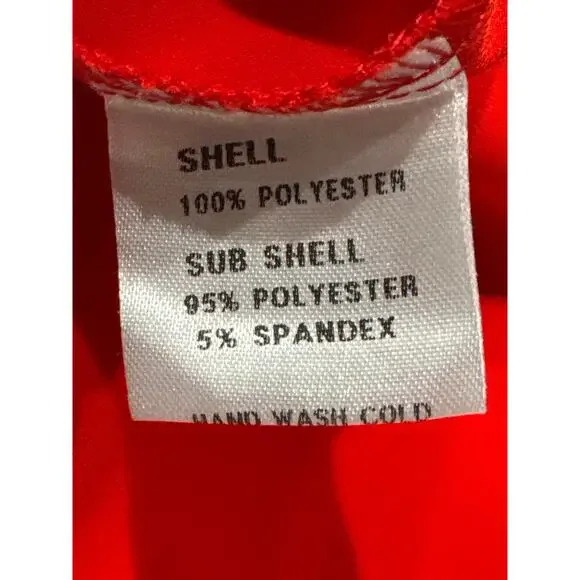 SHELL
100% POLYESTER
SUB SHELL
95% POLYESTER
5% SPANDEX
HAND WASH COLD